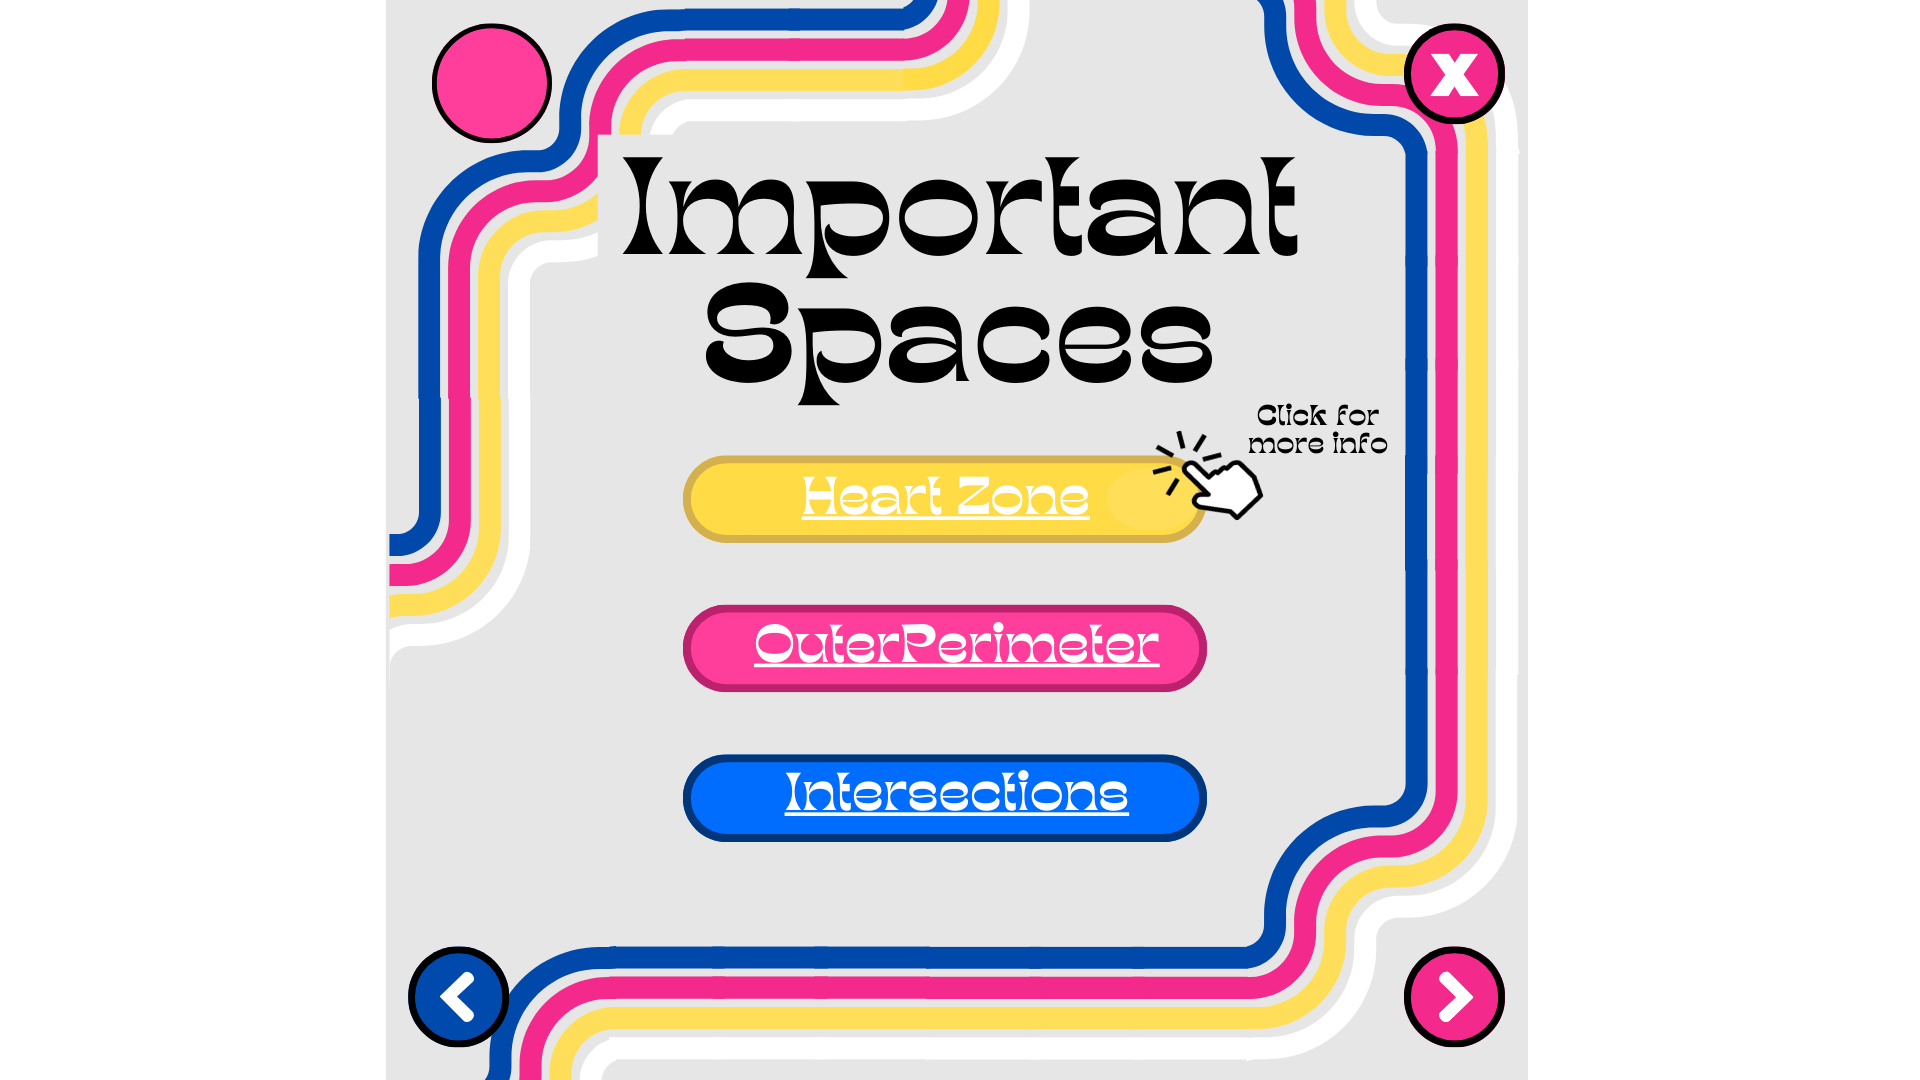 X
Important
Spaces
Click for
more info
Heart Zone
OuterPerimeter
Intersections